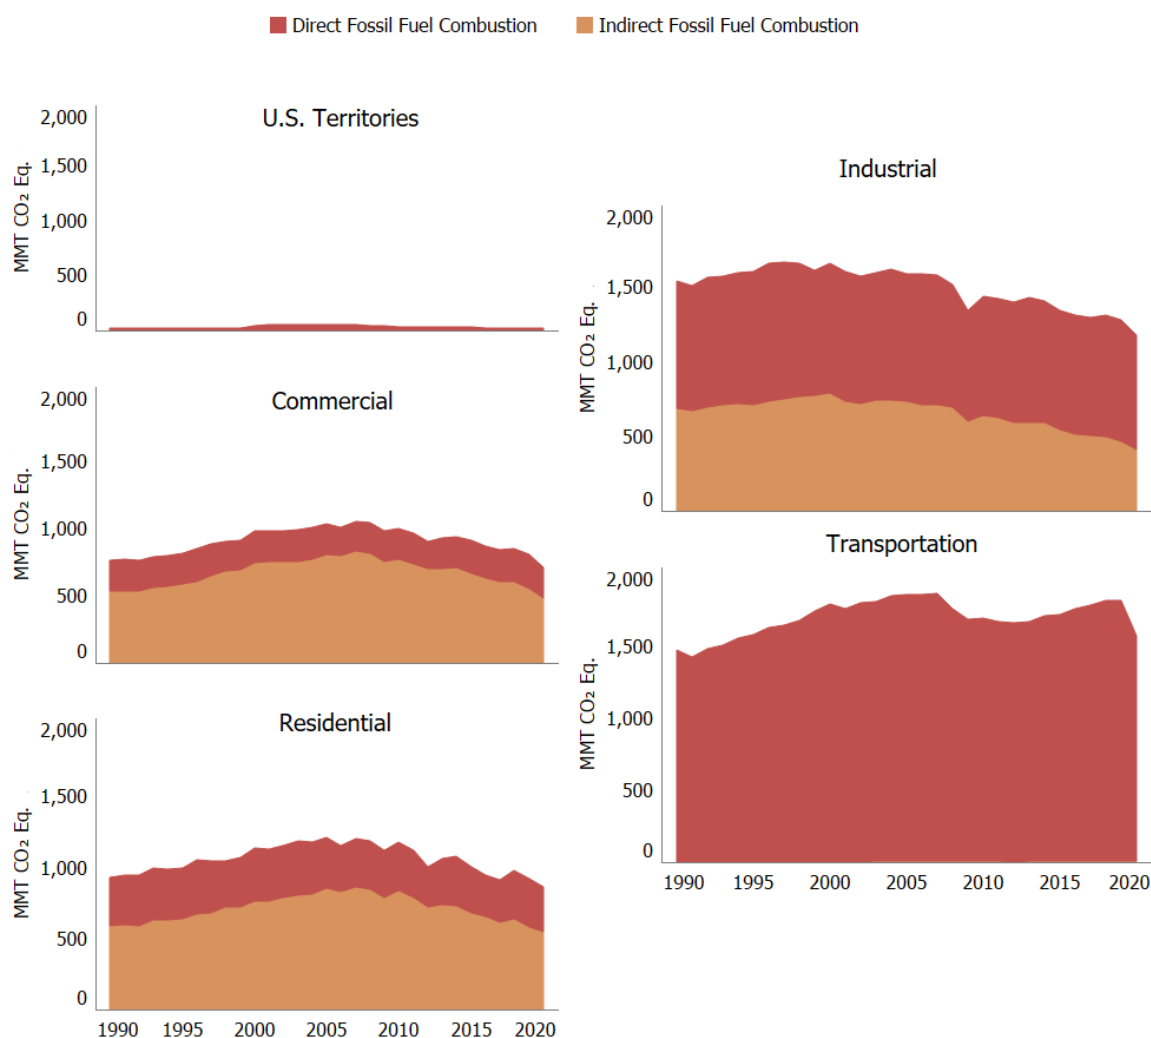 Direct Fossil Fuel Combustion Indirect Fossil Fuel Combustion
U.S. Territories
MMT CO₂ Eq.
2,000
1,500
1,000
500
0
Commercial
MMT CO₂ Eq.
2,000
1,500
1,000
500
0
Residential
MMT CO₂ Eq.
2,000
1,500
1,000
500
0
1990 1995 2000 2005 2010 2015 2020
Industrial
MMT CO₂ Eq.
2,000
1,500
1,000
500
0
Transportation
MMT CO₂ Eq.
2,000
1,500
1,000
500
0
1990 1995 2000 2005 2010 2015 2020